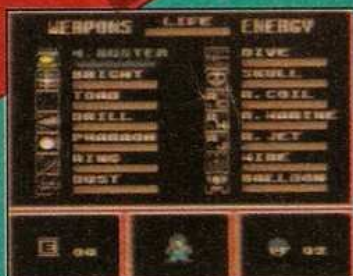 WEAPONS LIFE ENERGY
M.BUSTER DIVE
BRIGHT SKULL
TOAD R.COIL
DRILL R.MARINE
PHARAOH R.JET
RING WIRE
DUST BALLOON
E 00 02